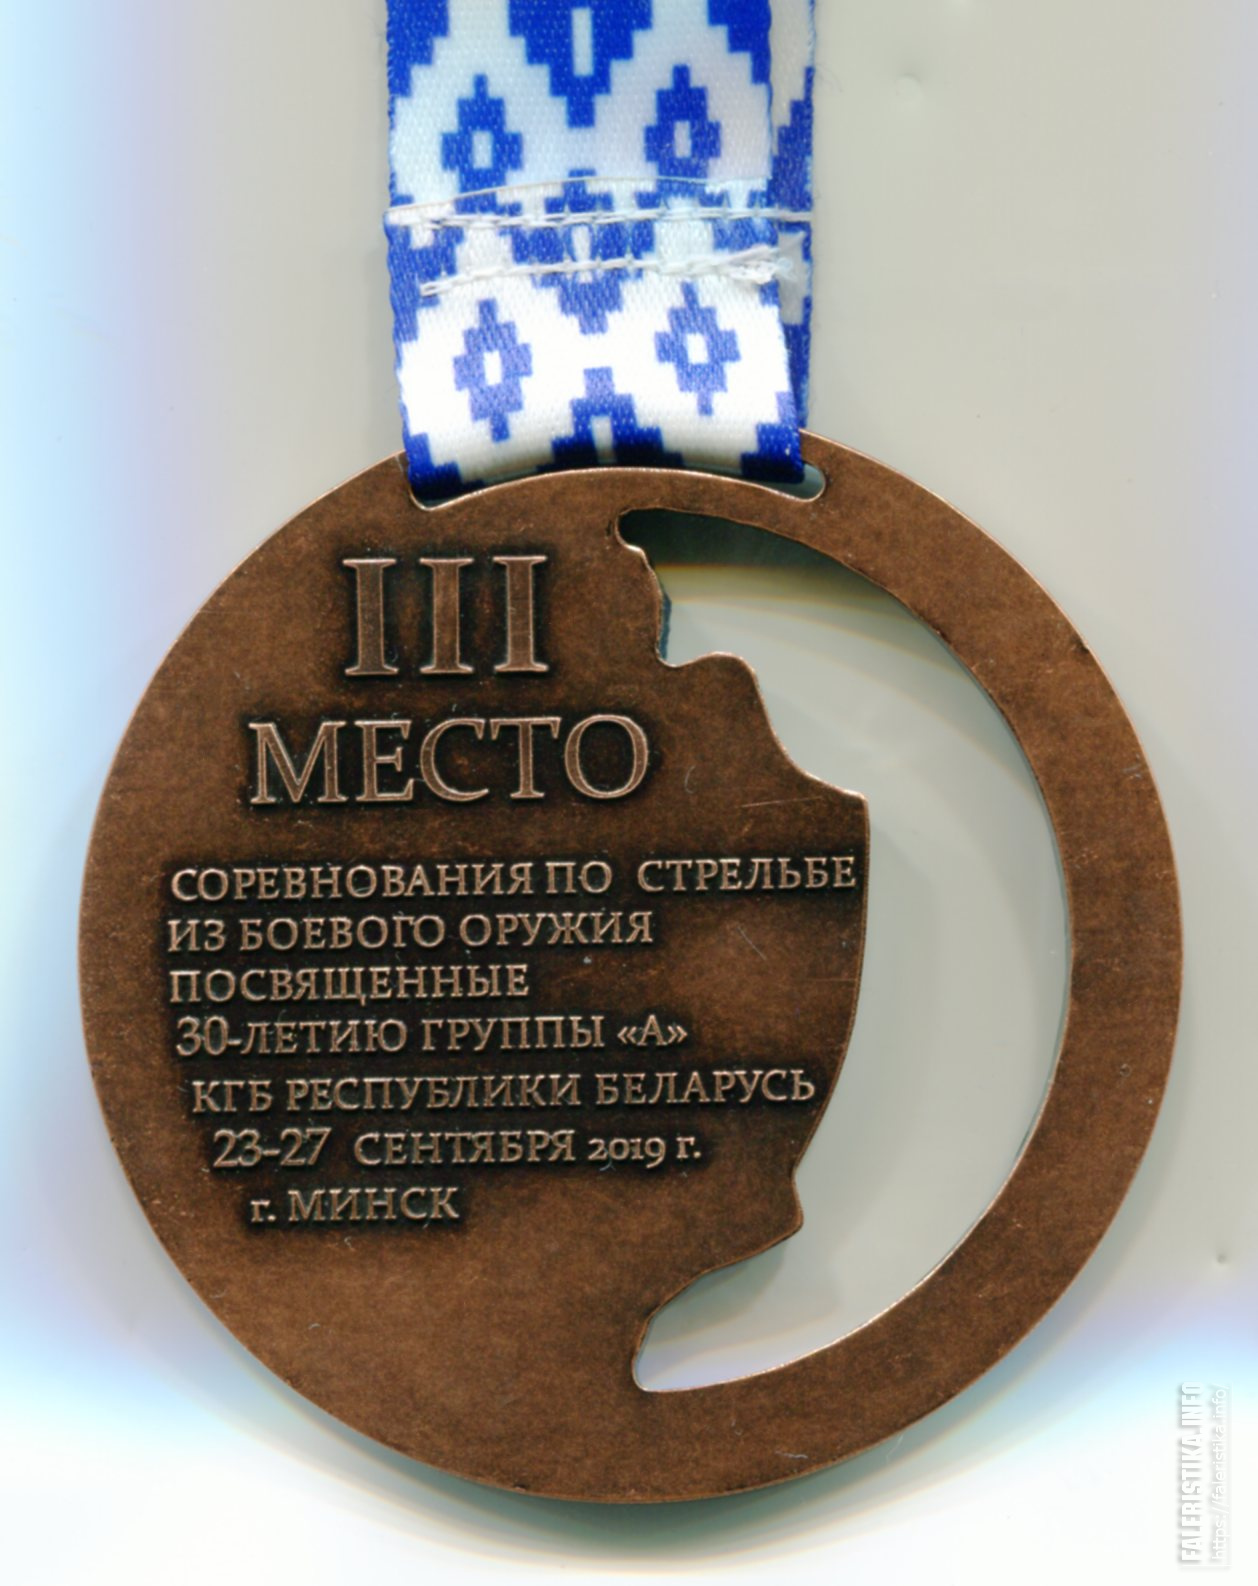 III
МЕСТО
СОРЕВНОВАНИЯ ПО СТРЕЛЬБЕ
ИЗ БОЕВОГО ОРУЖИЯ
ПОСВЯЩЕННЫЕ
30-ЛЕТИЮ ГРУППЫ «А»
КГБ РЕСПУБЛИКИ БЕЛАРУСЬ
23-27 СЕНТЯБРЯ 2019 г.
г. МИНСК
FALERISTIKA.INFO
https://faleristika.info/